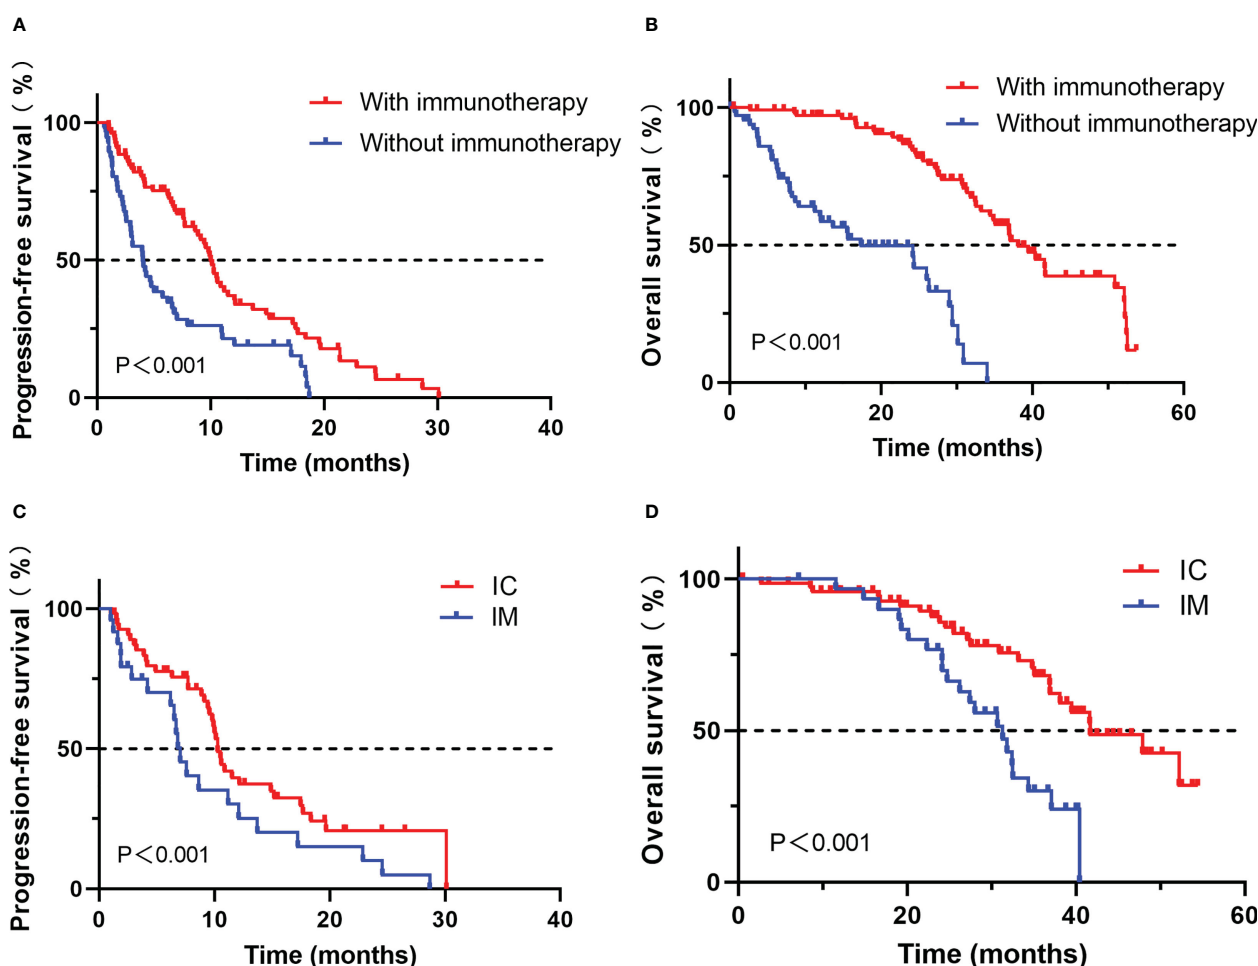 A
Progression-free survival ( % )
100
50
0
With immunotherapy
Without immunotherapy
P＜0.001
0 10 20 30 40
Time (months)
B
Overall survival ( % )
100
50
0
With immunotherapy
Without immunotherapy
P＜0.001
0 20 40 60
Time (months)
C
Progression-free survival ( % )
100
50
0
IC
IM
P＜0.001
0 10 20 30 40
Time (months)
D
Overall survival ( % )
100
50
0
IC
IM
P＜0.001
0 20 40 60
Time (months)